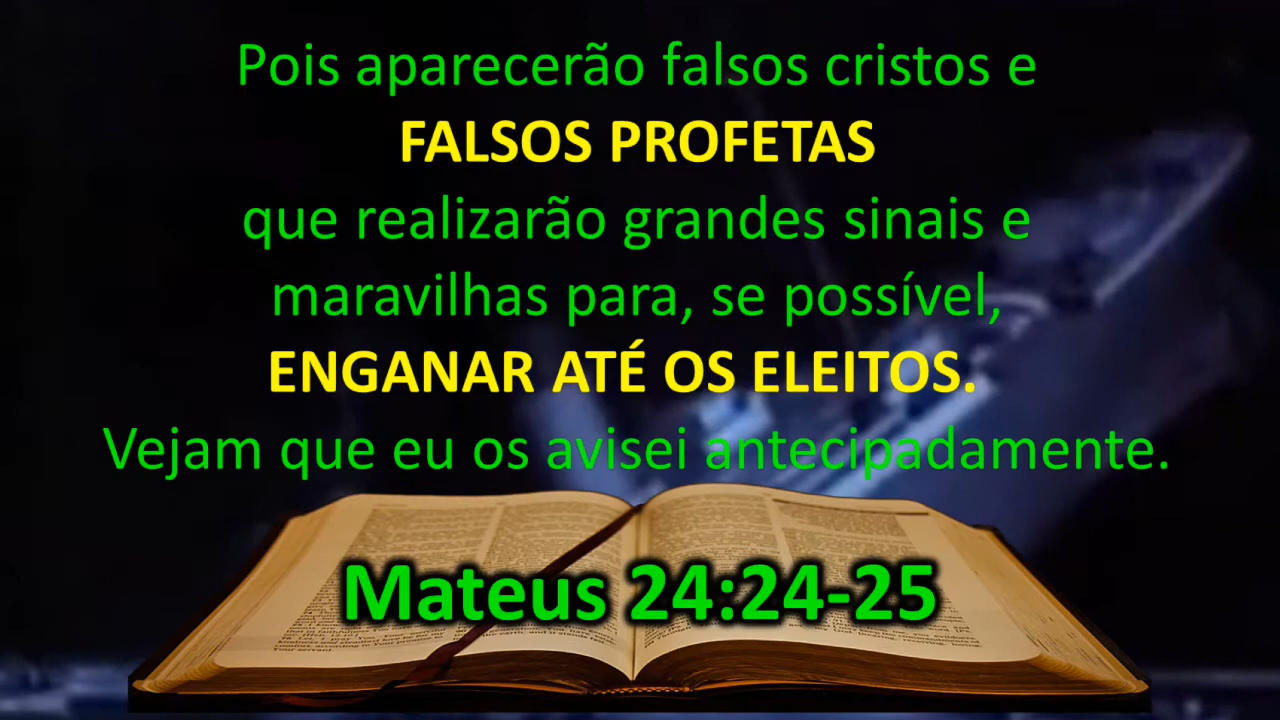 Pois aparecerão falsos cristos e
FALSOS PROFETAS
que realizarão grandes sinais e
maravilhas para, se possível,
ENGANAR ATÉ OS ELEITOS.
Vejam que eu os avisei antecipadamente.
Mateus 24:24-25